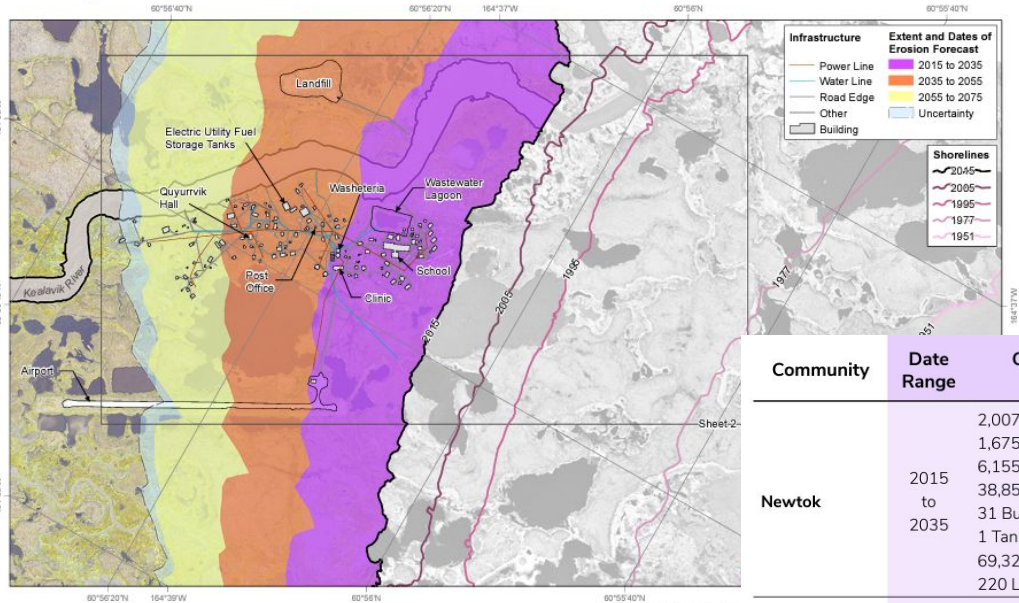 60°56'40"N
60°56'20"N
164°37'W
60°56'N
60°55'40"N
Infrastructure
Power Line
Water Line
Road Edge
Other
Building
Extent and Dates of
Erosion Forecast
2015 to 2035
2035 to 2055
2055 to 2075
Uncertainty
Shorelines
2015
2005
1995
1977
1951
Landfill
Electric Utility Fuel
Storage Tanks
Quyurrvik
Hall
Washeteria
Wastewater
Lagoon
Post
Office
School
Clinic
Kealavik River
Airport
2015
2005
1995
1977
951
164°37'W
Sheet 2
60°56'20"N
164°39'W
60°56'N
60°55'40"N
Community
Date
Range
Newtok
2015
to
2035
2,007
1,675
6,155
38,85
31 Bu
1 Tan
69,32
220 L